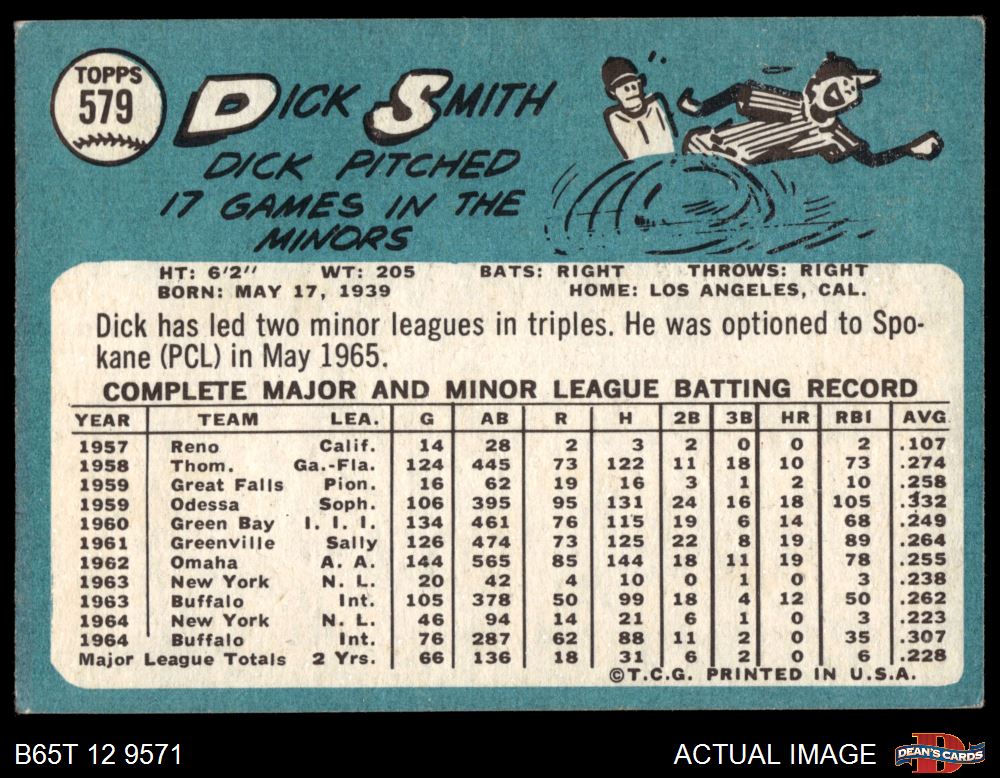 TOPPS
579
DICK SMITH
DICK PITCHED
17 GAMES IN THE
MINORS
HT: 6'2" WT: 205 BATS: RIGHT THROWS: RIGHT
BORN: MAY 17, 1939 HOME: LOS ANGELES, CAL.
Dick has led two minor leagues in triples. He was optioned to Spo-
kane (PCL) in May 1965.
COMPLETE MAJOR AND MINOR LEAGUE BATTING RECORD
YEAR TEAM LEA. G AB R H 2B 3B HR RBI AVG.
1957 Reno Calif. 14 28 2 3 2 0 0 2 .107
1958 Thom. Ga.-Fla. 124 445 73 122 11 18 10 73 .274
1959 Great Falls Pion. 16 62 19 16 3 1 2 10 .258
1959 Odessa Soph. 106 395 95 131 24 16 18 105 .332
1960 Green Bay I. I. I. 134 461 76 115 19 6 14 68 .249
1961 Greenville Sally 126 474 73 125 22 8 19 89 .264
1962 Omaha A. A. 144 565 85 144 18 11 19 78 .255
1963 New York N. L. 20 42 4 10 0 1 0 3 .238
1963 Buffalo Int. 105 378 50 99 18 4 12 50 .262
1964 New York N. L. 46 94 14 21 6 1 0 3 .223
1964 Buffalo Int. 76 287 62 88 11 2 0 35 .307
Major League Totals 2 Yrs. 66 136 18 31 6 2 0 6 .228
©T.C.G. PRINTED IN U.S.A.
B65T 12 9571 ACTUAL IMAGE DEAN'S CARDS